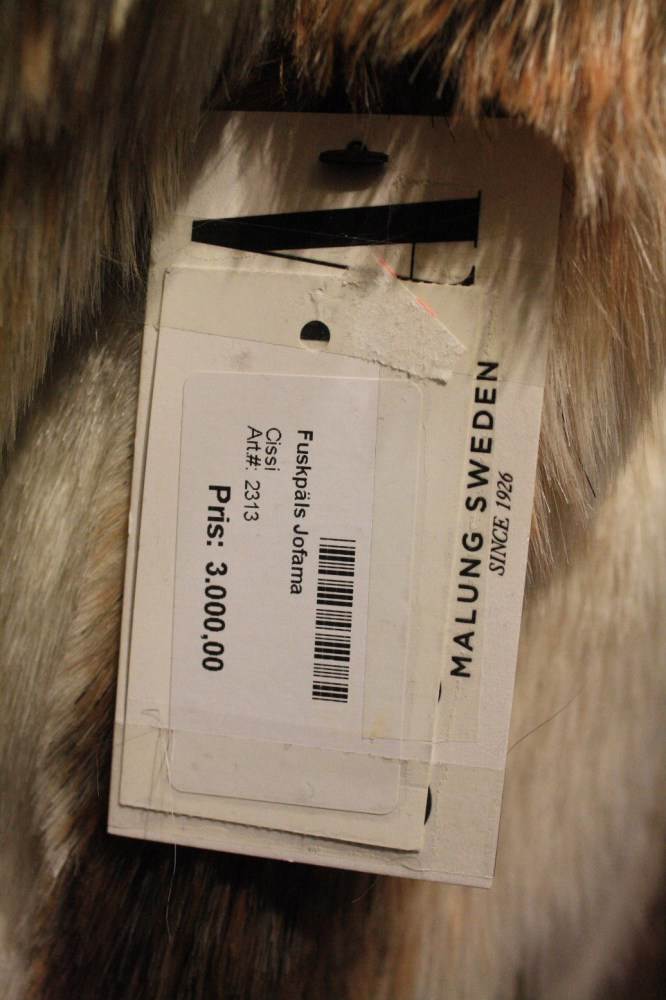 MALUNG SWEDEN
SINCE 1926
Fuskpäls Jofama
Cissi
Art.#: 2313
Pris: 3.000,00